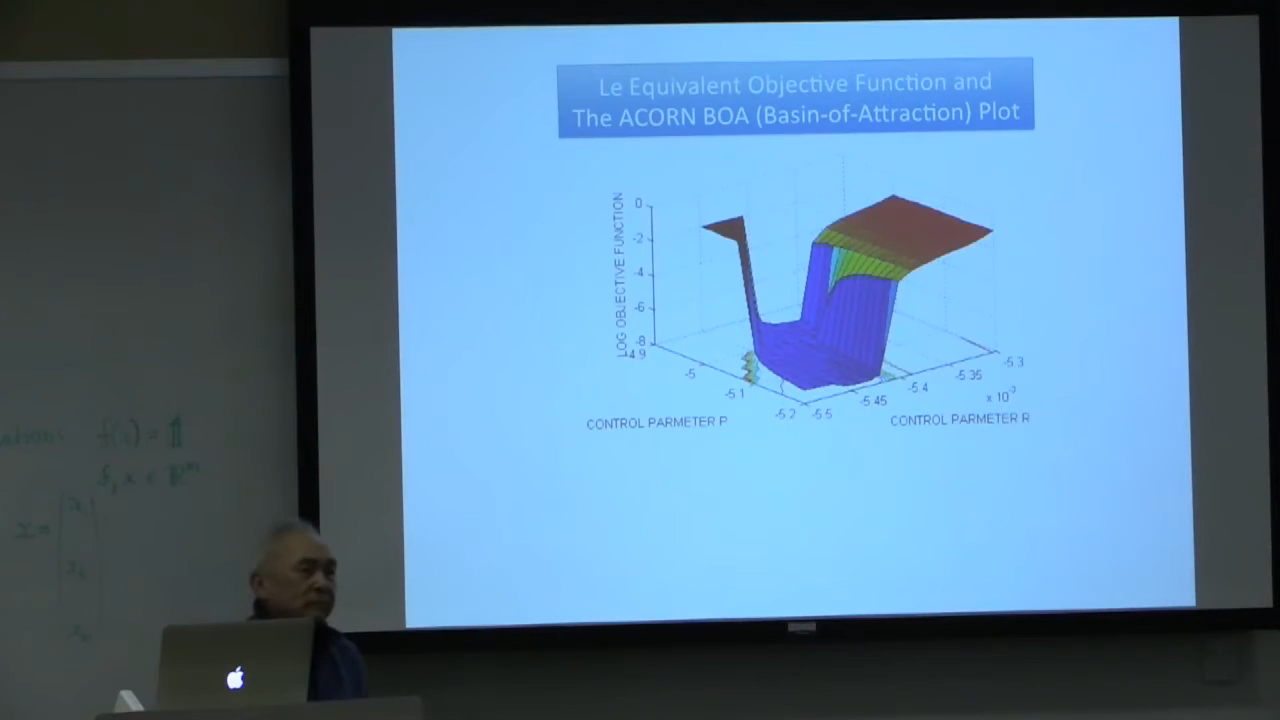 Le Equivalent Objective Function and
The ACORN BOA (Basin-of-Attraction) Plot
LOG OBJECTIVE FUNCTION
0
-2
-4
-6
-8
-4.9
-5
-5.1
-5.2
CONTROL PARMETER P
-5.5
-5.45
-5.4
-5.35
-5.3
x 10⁻³
CONTROL PARMETER R
f(x) =
x =